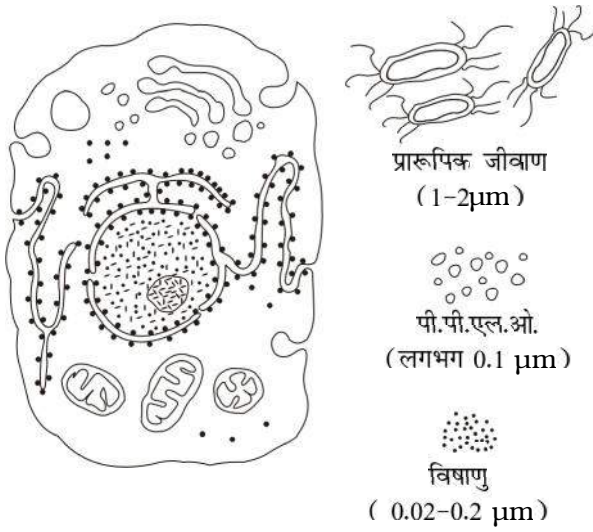 प्रारूपिक जीवाण
(1-2µm)
पी.पी.एल.ओ.
(लगभग 0.1 µm)
विषाणु
( 0.02-0.2 µm)